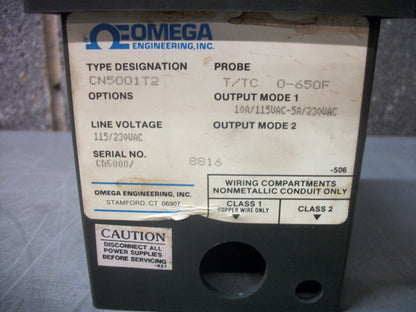 OMEGA
ENGINEERING, INC.
TYPE DESIGNATION PROBE
CN5001T2 T/TC 0-650F
OPTIONS OUTPUT MODE 1
10A/115VAC-5A/230VAC
LINE VOLTAGE OUTPUT MODE 2
115/230VAC
SERIAL NO. 8816
-506
OMEGA ENGINEERING, INC.
STAMFORD, CT 06907
WIRING COMPARTMENTS
NONMETALLIC CONDUIT ONLY
CLASS 1 CLASS 2
COPPER WIRE ONLY
CAUTION
DISCONNECT ALL
POWER SUPPLIES
BEFORE SERVICING